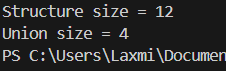 Structure size = 12
Union size = 4
PS C:\Users\Laxmi\Documen